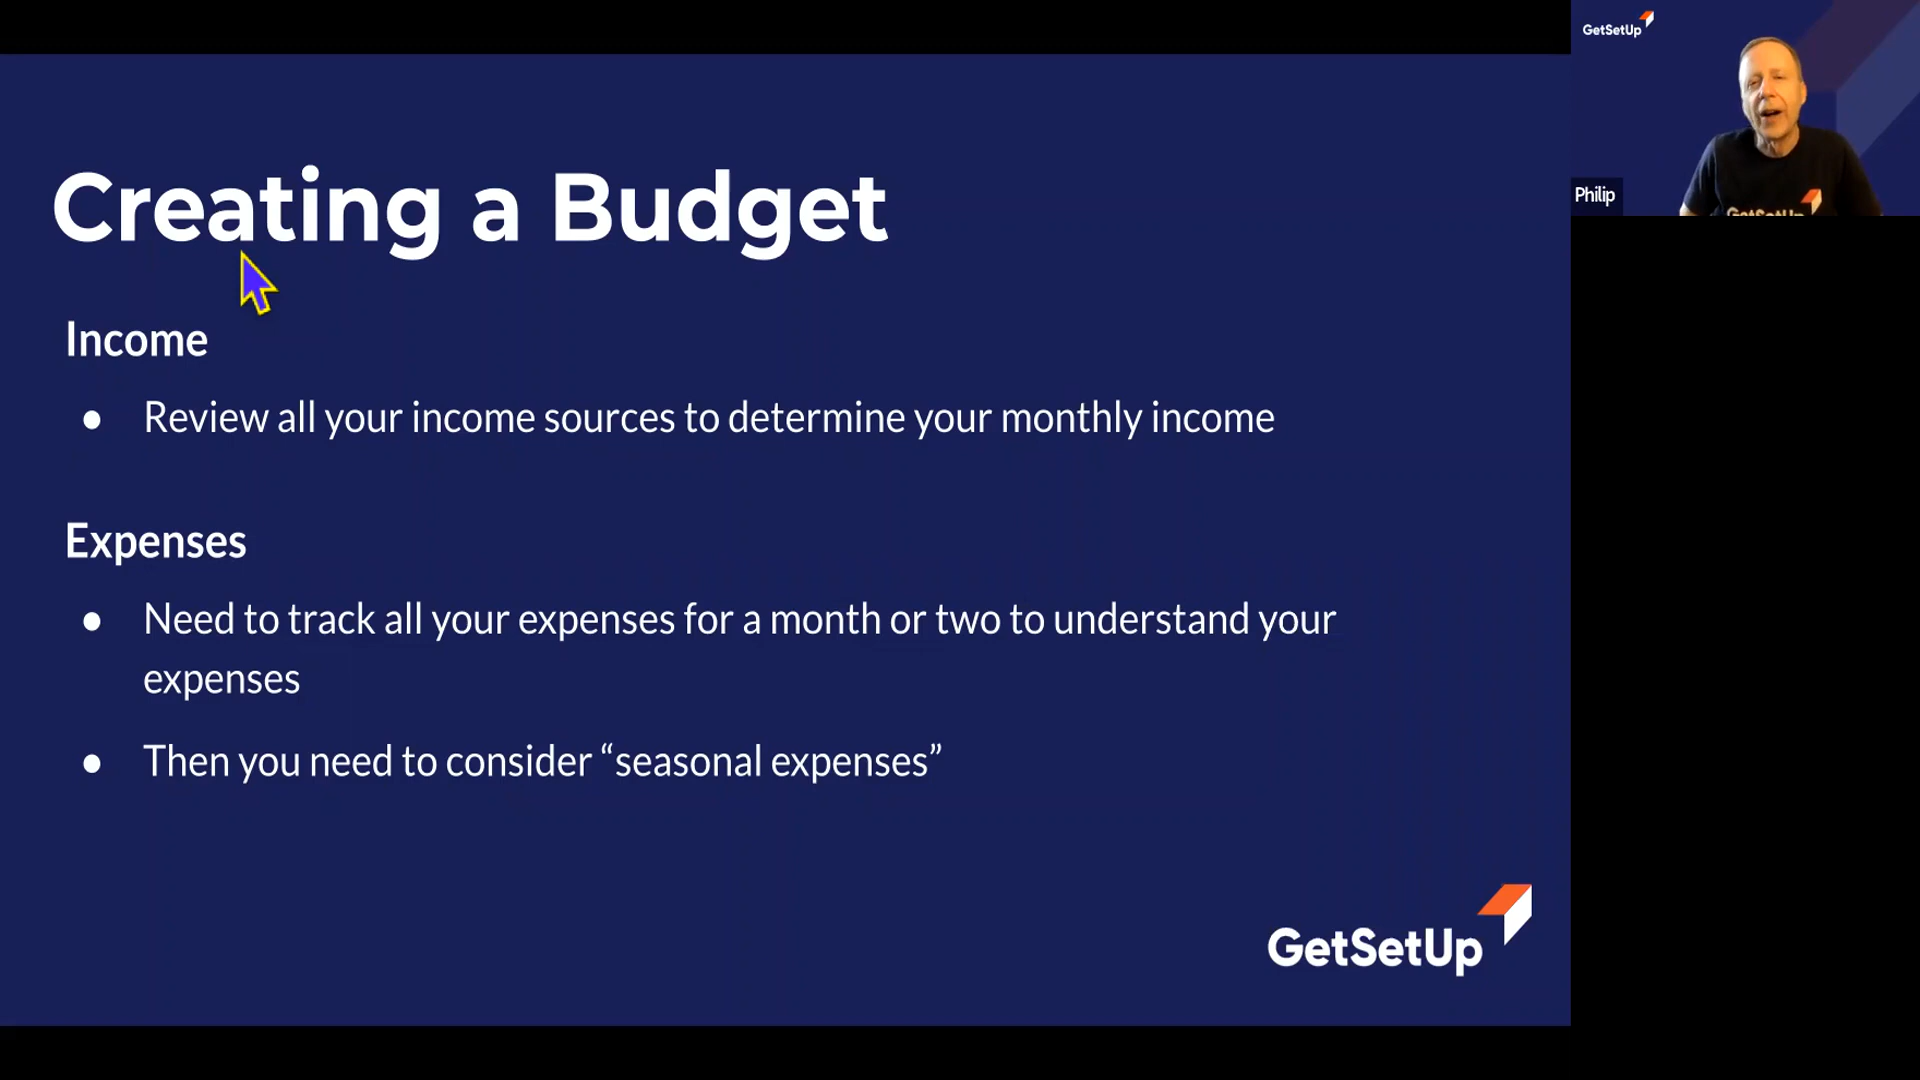 Creating a Budget
Income
● Review all your income sources to determine your monthly income
Expenses
● Need to track all your expenses for a month or two to understand your
expenses
● Then you need to consider “seasonal expenses”
GetSetUp
GetSetUp
Philip
GetSetUp